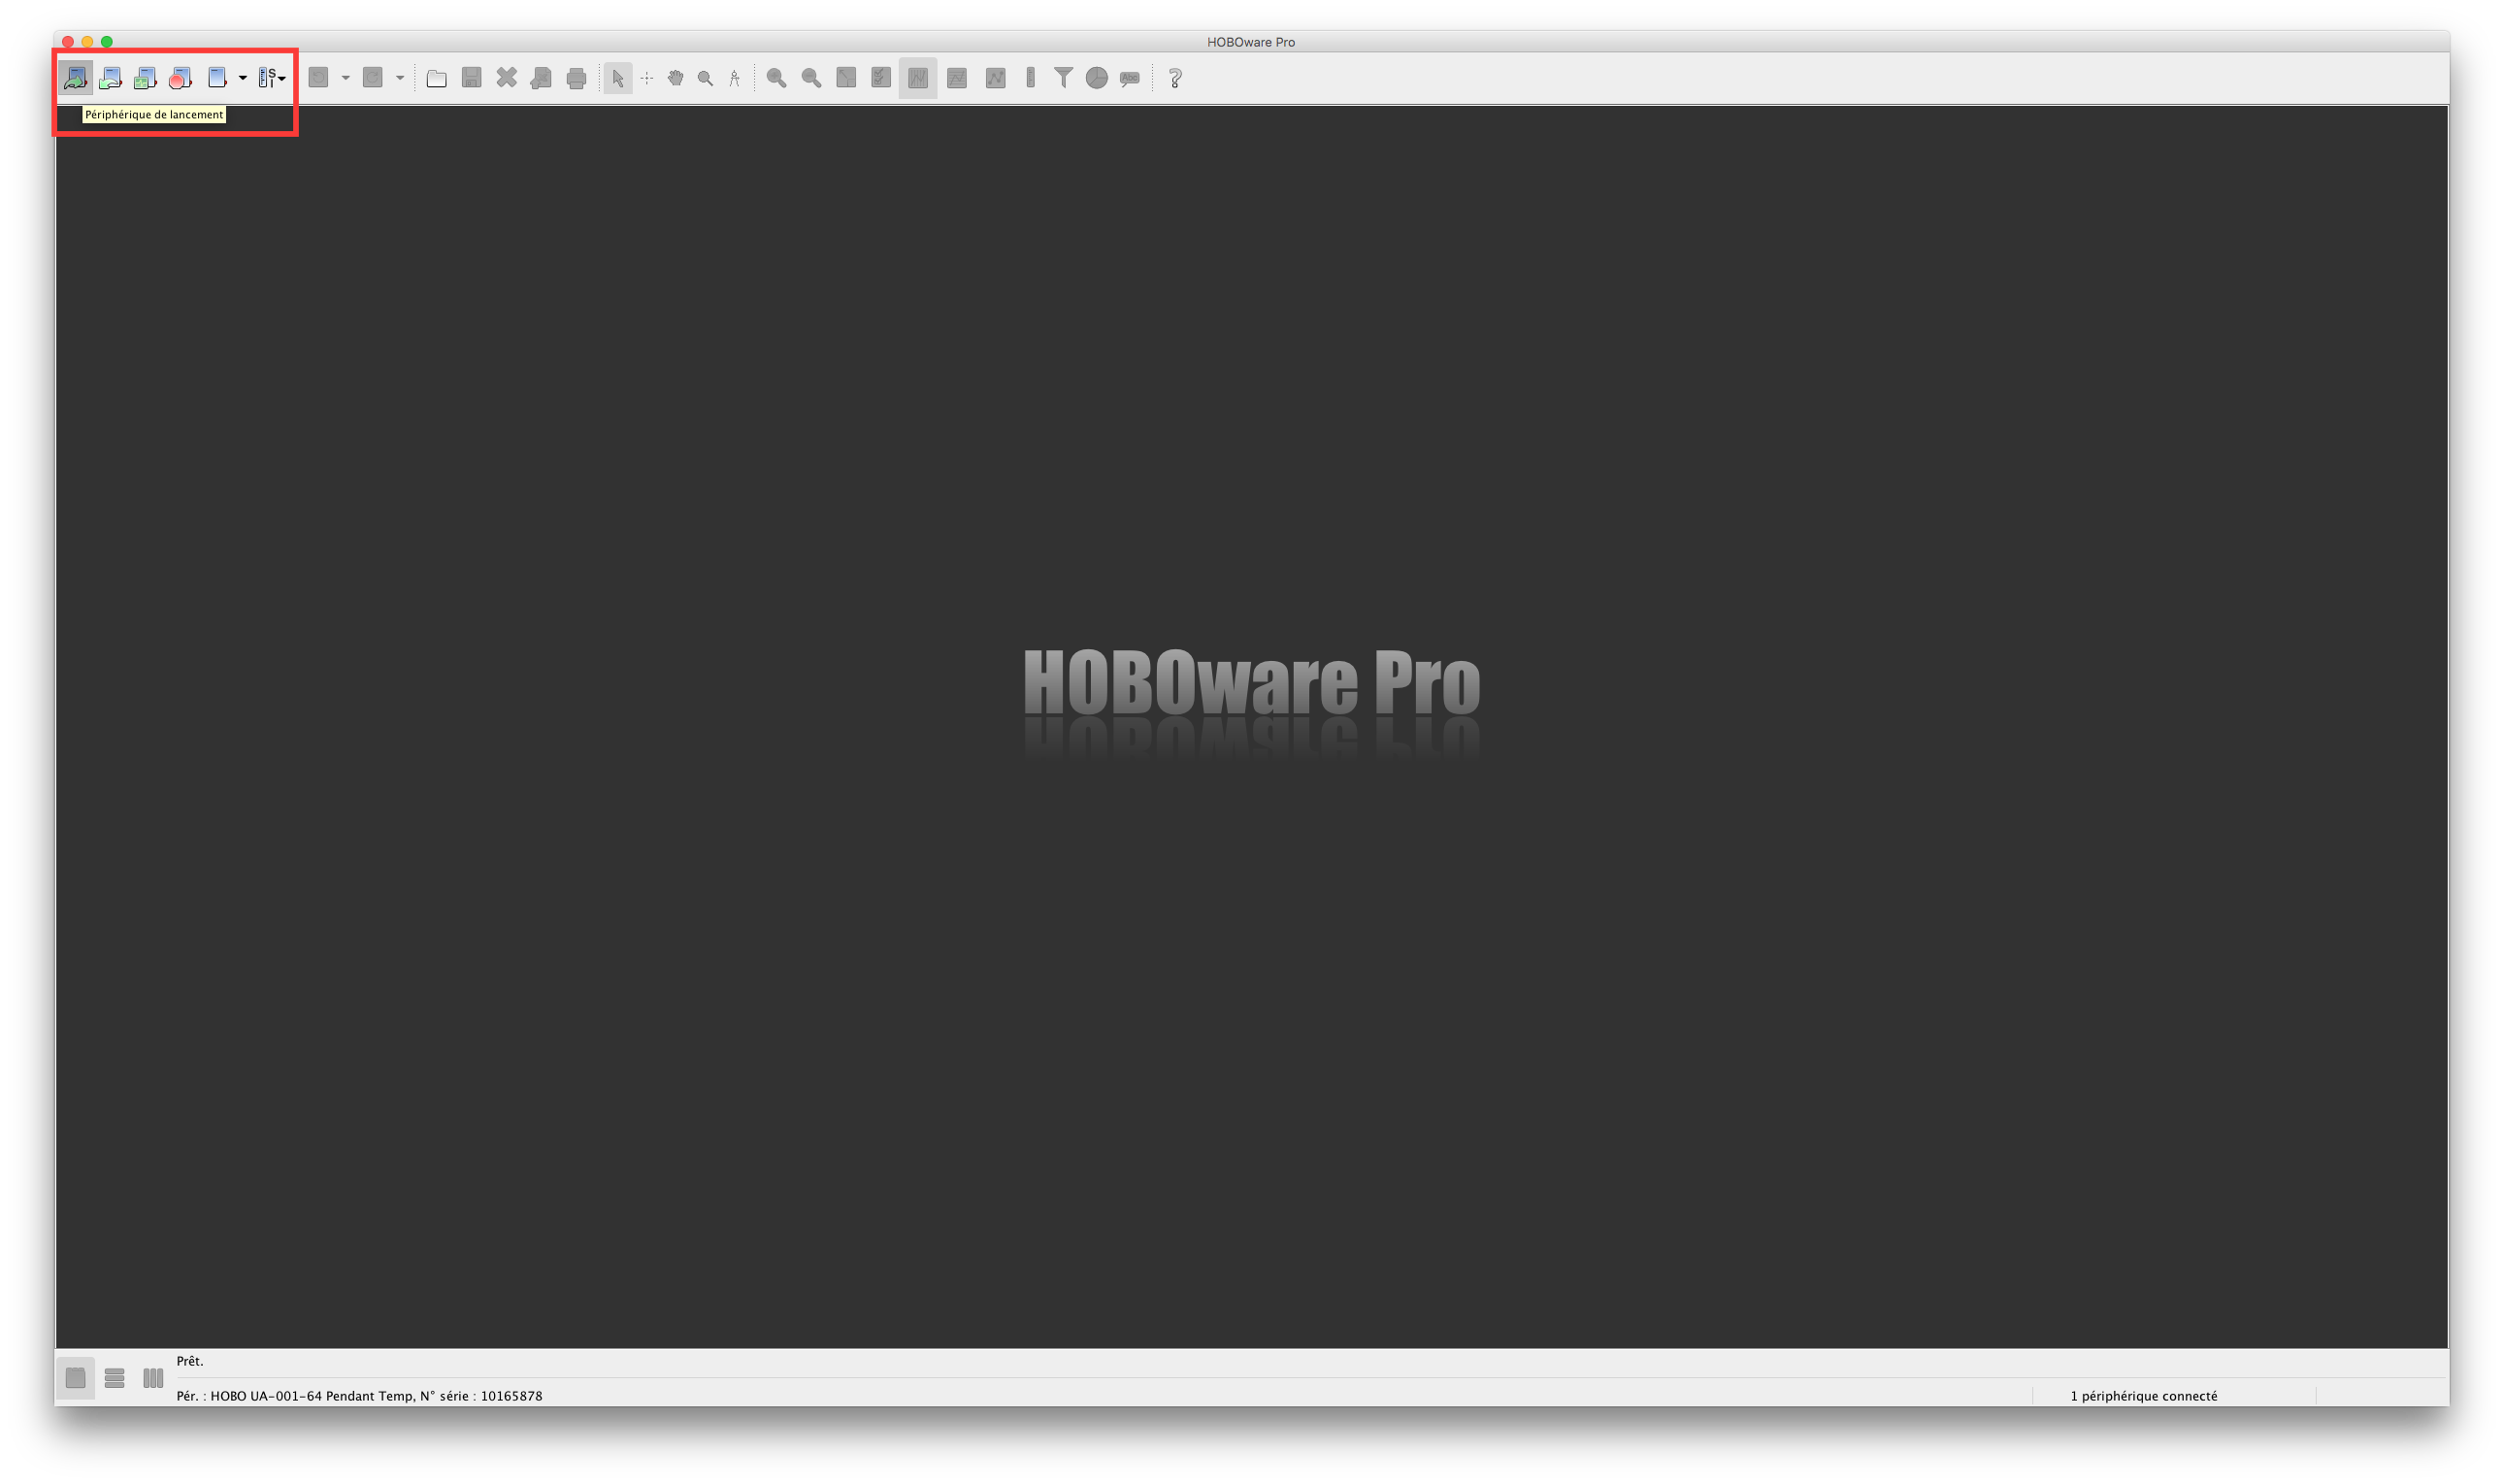 HOBOware Pro
S
I
Abc
?
Périphérique de lancement
HOBOware Pro
Prêt.
Pér. : HOBO UA-001-64 Pendant Temp, N° série : 10165878
1 périphérique connecté